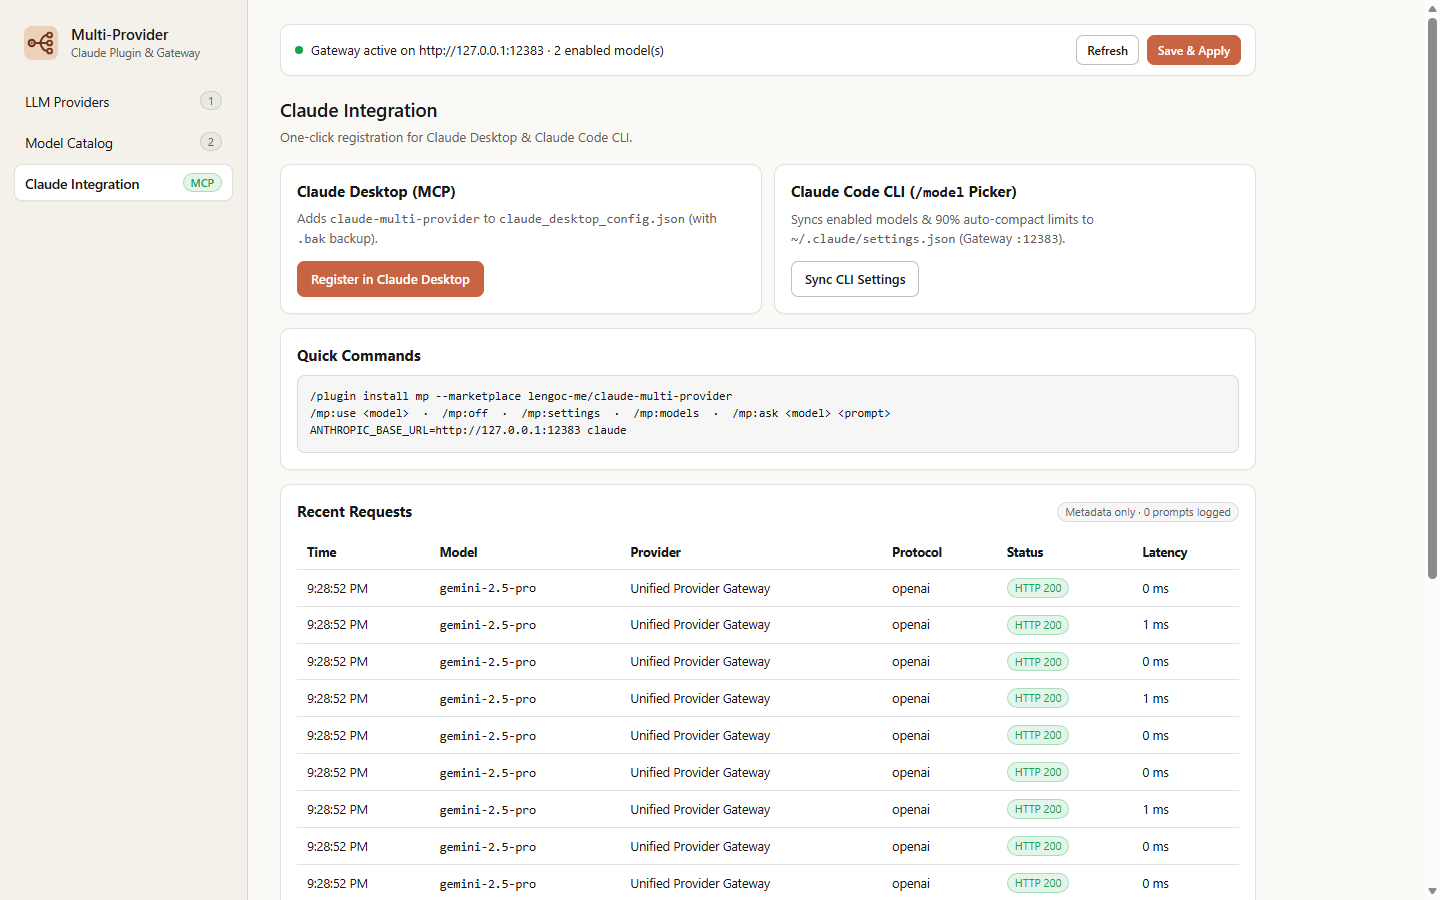 Multi-Provider
Claude Plugin & Gateway
LLM Providers 1
Model Catalog 2
Claude Integration MCP
Gateway active on http://127.0.0.1:12383 · 2 enabled model(s)
Refresh
Save & Apply
Claude Integration
One-click registration for Claude Desktop & Claude Code CLI.
Claude Desktop (MCP)
Adds claude-multi-provider to claude_desktop_config.json (with
.bak backup).
Register in Claude Desktop
Claude Code CLI (/model Picker)
Syncs enabled models & 90% auto-compact limits to
~/.claude/settings.json (Gateway :12383).
Sync CLI Settings
Quick Commands
/plugin install mp --marketplace lengoc-me/claude-multi-provider
/mp:use <model> · /mp:off · /mp:settings · /mp:models · /mp:ask <model> <prompt>
ANTHROPIC_BASE_URL=http://127.0.0.1:12383 claude
Recent Requests
Metadata only · 0 prompts logged
Time Model Provider Protocol Status Latency
9:28:52 PM gemini-2.5-pro Unified Provider Gateway openai HTTP 200 0 ms
9:28:52 PM gemini-2.5-pro Unified Provider Gateway openai HTTP 200 1 ms
9:28:52 PM gemini-2.5-pro Unified Provider Gateway openai HTTP 200 0 ms
9:28:52 PM gemini-2.5-pro Unified Provider Gateway openai HTTP 200 1 ms
9:28:52 PM gemini-2.5-pro Unified Provider Gateway openai HTTP 200 0 ms
9:28:52 PM gemini-2.5-pro Unified Provider Gateway openai HTTP 200 0 ms
9:28:52 PM gemini-2.5-pro Unified Provider Gateway openai HTTP 200 1 ms
9:28:52 PM gemini-2.5-pro Unified Provider Gateway openai HTTP 200 0 ms
9:28:52 PM gemini-2.5-pro Unified Provider Gateway openai HTTP 200 0 ms